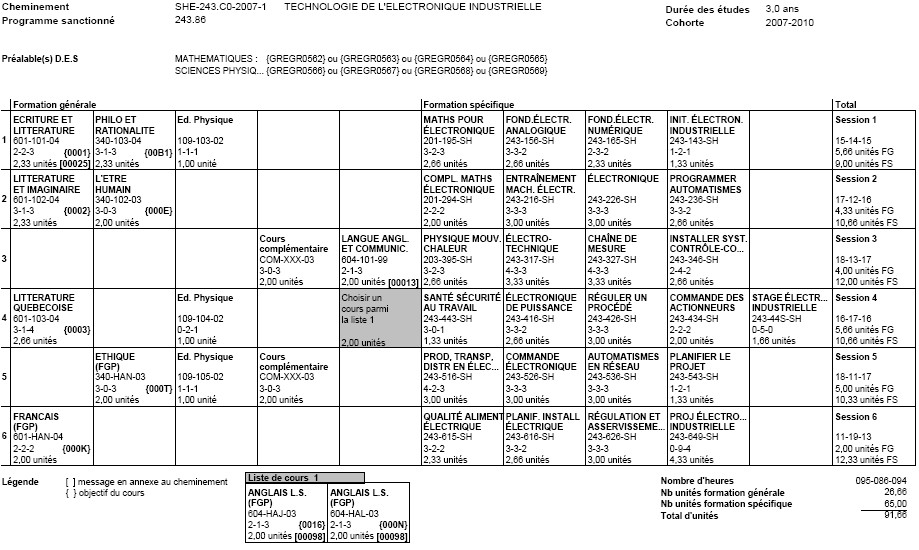 Cheminement SHE-243.C0-2007-1 TECHNOLOGIE DE L'ELECTRONIQUE INDUSTRIELLE
Programme sanctionné 243.86
Durée des études 3,0 ans
Cohorte 2007-2010
Préalable(s) D.E.S MATHEMATIQUES : {GREGR0562} ou {GREGR0563} ou {GREGR0564} ou {GREGR0565}
SCIENCES PHYSIQ... {GREGR0566} ou {GREGR0567} ou {GREGR0568} ou {GREGR0569}
Formation générale Formation spécifique Total
1
ECRITURE ET
LITTERATURE
601-101-04
2-2-3 {0001}
2,33 unités [00025]
PHILO ET
RATIONALITE
340-103-04
3-1-3 {00B1}
2,33 unités
Ed. Physique
109-103-02
1-1-1
1,00 unité
MATHS POUR
ÉLECTRONIQUE
201-195-SH
3-2-3
2,66 unités
FOND.ÉLECTR.
ANALOGIQUE
243-156-SH
3-3-2
2,66 unités
FOND.ÉLECTR.
NUMÉRIQUE
243-165-SH
2-3-2
2,33 unités
INIT. ÉLECTRON.
INDUSTRIELLE
243-143-SH
1-2-1
1,33 unités
Session 1
15-14-15
5,66 unités FG
9,00 unités FS
2
LITTERATURE
ET IMAGINAIRE
601-102-04
3-1-3 {0002}
2,33 unités
L'ETRE
HUMAIN
340-102-03
3-0-3 {000E}
2,00 unités
COMPL. MATHS
ÉLECTRONIQUE
201-294-SH
2-2-2
2,00 unités
ENTRAÎNEMENT
MACH. ÉLECTR.
243-216-SH
3-3-3
3,00 unités
ÉLECTRONIQUE
243-226-SH
3-3-3
3,00 unités
PROGRAMMER
AUTOMATISMES
243-236-SH
3-3-2
2,66 unités
Session 2
17-12-16
4,33 unités FG
10,66 unités FS
3
Cours
complémentaire
COM-XXX-03
3-0-3
2,00 unités
LANGUE ANGL.
ET COMMUNIC.
604-101-99
2-1-3
2,00 unités [00013]
PHYSIQUE MOUV.
CHALEUR
203-395-SH
3-2-3
2,66 unités
ÉLECTRO-
TECHNIQUE
243-317-SH
4-3-3
3,33 unités
CHAÎNE DE
MESURE
243-327-SH
4-3-3
3,33 unités
INSTALLER SYST.
CONTRÔLE-CO...
243-346-SH
2-4-2
2,66 unités
Session 3
18-13-17
4,00 unités FG
12,00 unités FS
4
LITTERATURE
QUEBECOISE
601-103-04
3-1-4 {0003}
2,66 unités
Ed. Physique
109-104-02
0-2-1
1,00 unité
Choisir un
cours parmi
la liste 1
2,00 unités
SANTÉ SÉCURITÉ
AU TRAVAIL
243-443-SH
3-0-1
1,33 unités
ÉLECTRONIQUE
DE PUISSANCE
243-416-SH
3-3-2
2,66 unités
RÉGULER UN
PROCÉDÉ
243-426-SH
3-3-3
3,00 unités
COMMANDE DES
ACTIONNEURS
243-434-SH
2-2-2
2,00 unités
STAGE ÉLECTR...
INDUSTRIELLE
243-44S-SH
0-5-0
1,66 unités
Session 4
16-17-16
5,66 unités FG
10,66 unités FS
5
ETHIQUE
(FGP)
340-HAN-03
3-0-3 {000T}
2,00 unités
Ed. Physique
109-105-02
1-1-1
1,00 unité
Cours
complémentaire
COM-XXX-03
3-0-3
2,00 unités
PROD, TRANSP,
DISTR EN ÉLEC...
243-516-SH
4-2-3
3,00 unités
COMMANDE
ÉLECTRONIQUE
243-526-SH
3-3-3
3,00 unités
AUTOMATISMES
EN RÉSEAU
243-536-SH
3-3-3
3,00 unités
PLANIFIER LE
PROJET
243-543-SH
1-2-1
1,33 unités
Session 5
18-11-17
5,00 unités FG
10,33 unités FS
6
FRANCAIS
(FGP)
601-HAN-04
2-2-2 {000K}
2,00 unités
QUALITÉ ALIMENT
ÉLECTRIQUE
243-615-SH
3-2-2
2,33 unités
PLANIF. INSTALL
ÉLECTRIQUE
243-616-SH
3-3-2
2,66 unités
RÉGULATION ET
ASSERVISSEME...
243-626-SH
3-3-3
3,00 unités
PROJ ÉLECTRO...
INDUSTRIELLE
243-649-SH
0-9-4
4,33 unités
Session 6
11-19-13
2,00 unités FG
12,33 unités FS
Légende [ ] message en annexe au cheminement
{ } objectif du cours
Liste de cours 1
ANGLAIS L.S.
(FGP)
604-HAJ-03
2-1-3 {0016}
2,00 unités [00098]
ANGLAIS L.S.
(FGP)
604-HAL-03
2-1-3 {000N}
2,00 unités [00098]
Nombre d'heures 095-086-094
Nb unités formation générale 26,66
Nb unités formation spécifique 65,00
Total d'unités 91,66